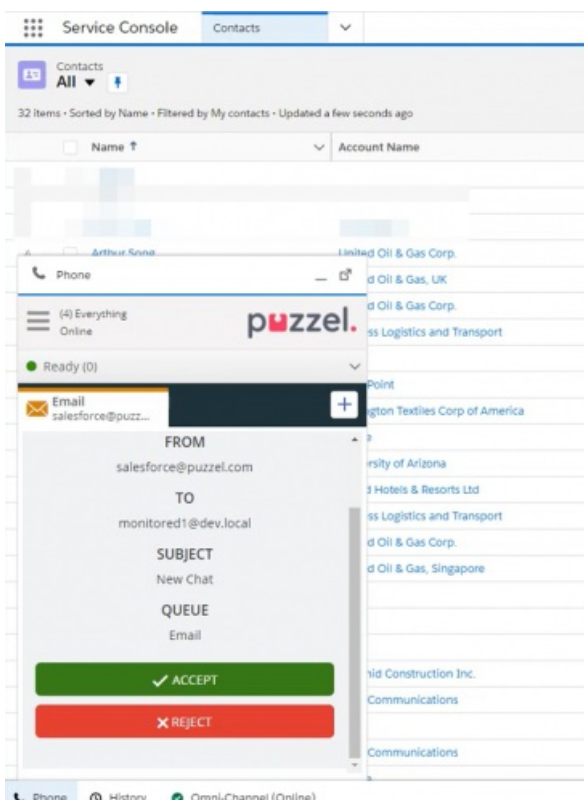 Service Console
Contacts
Contacts
All
32 items • Sorted by Name • Filtered by My contacts • Updated a few seconds ago
Name ↑
Account Name
Arthur Song
United Oil & Gas Corp.
Phone
d Oil & Gas, UK
(4) Everything
Online
puzzel.
d Oil & Gas Corp.
ss Logistics and Transport
Ready (0)
Point
Email
salesforce@puzz...
+
gton Textiles Corp of America
FROM
salesforce@puzzel.com
rsity of Arizona
TO
d Hotels & Resorts Ltd
monitored1@dev.local
ss Logistics and Transport
SUBJECT
d Oil & Gas Corp.
New Chat
d Oil & Gas, Singapore
QUEUE
Email
ACCEPT
nid Construction Inc.
Communications
REJECT
Communications
Phone
History
Omni-Channel (Online)